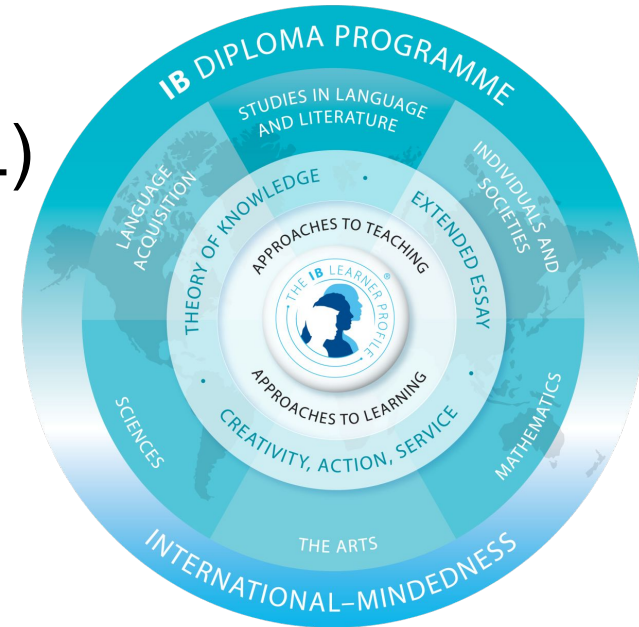 .)
IB DIPLOMA PROGRAMME
STUDIES IN LANGUAGE
AND LITERATURE
LANGUAGE
ACQUISITION
INDIVIDUALS AND
SOCIETIES
THEORY OF KNOWLEDGE
EXTENDED ESSAY
APPROACHES TO TEACHING
THE IB LEARNER PROFILE
®
APPROACHES TO LEARNING
CREATIVITY, ACTION, SERVICE
SCIENCES
MATHEMATICS
THE ARTS
INTERNATIONAL–MINDEDNESS